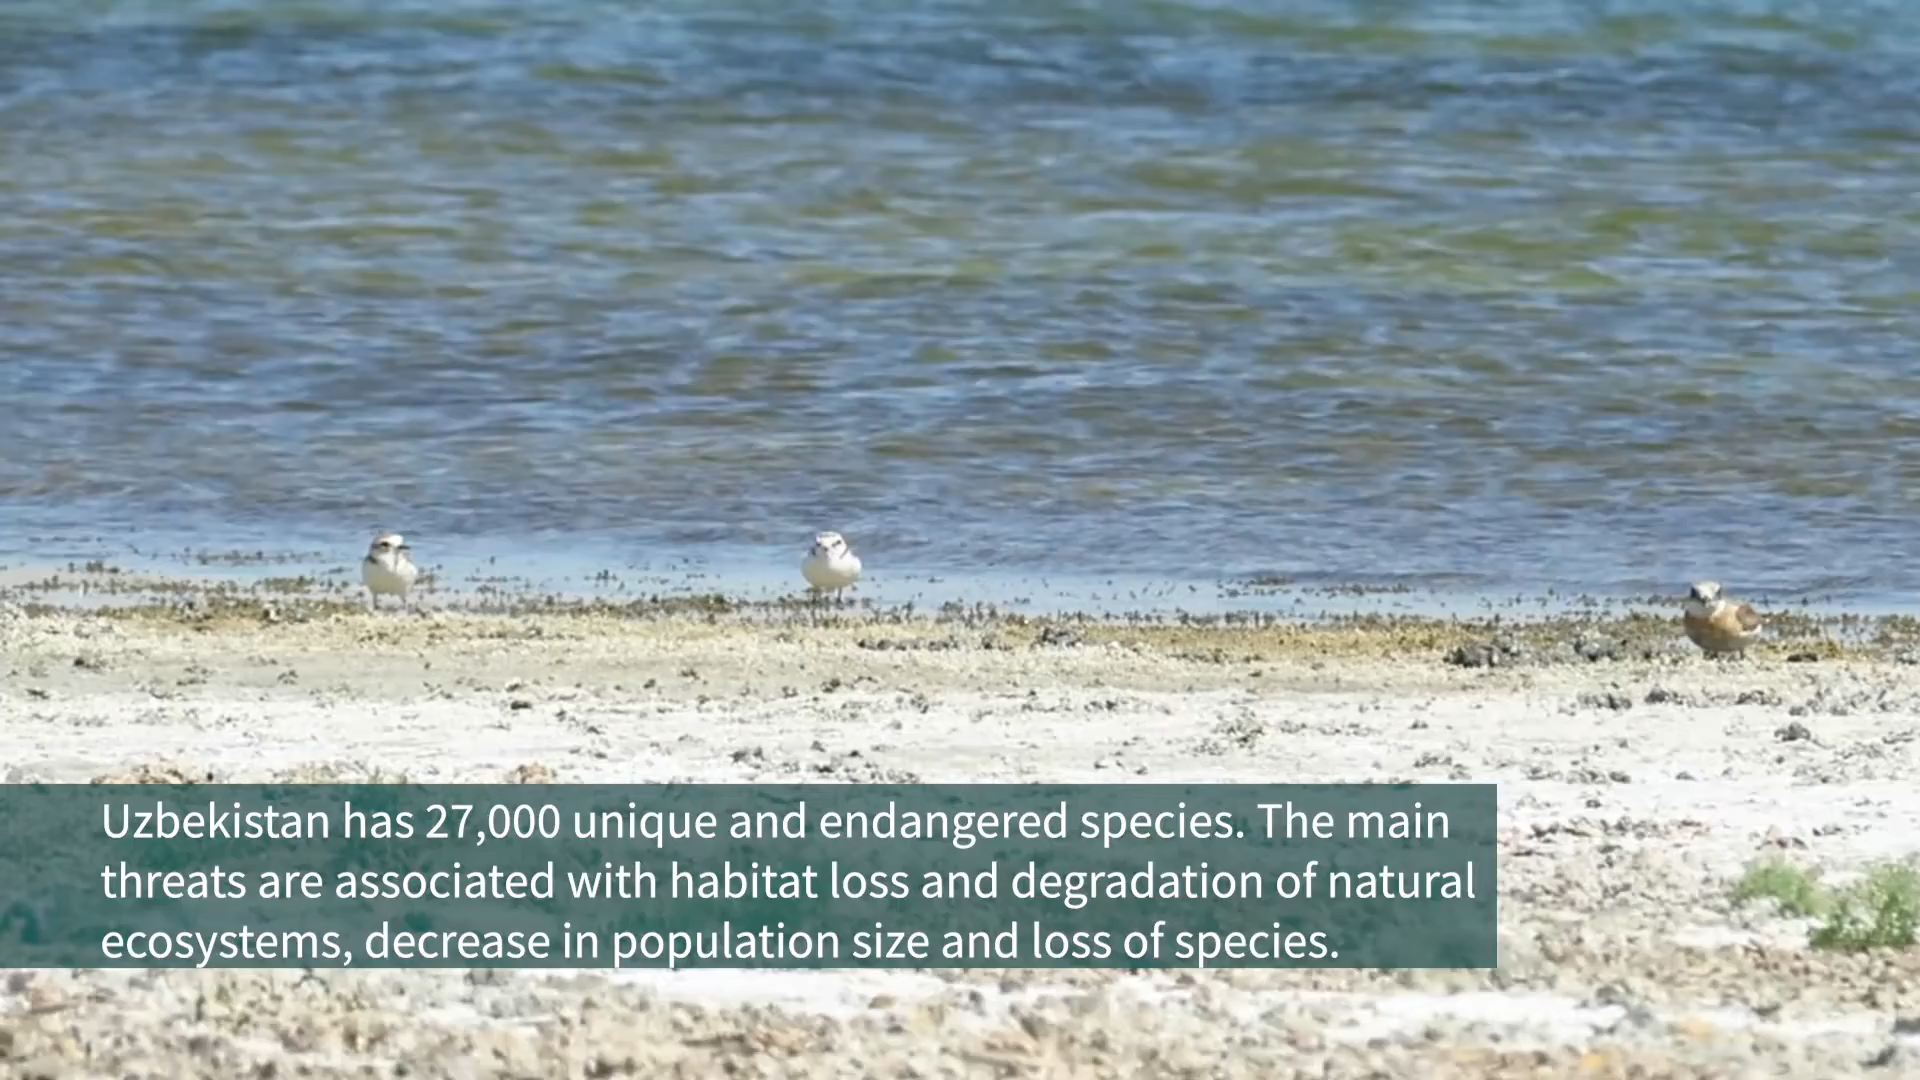 Uzbekistan has 27,000 unique and endangered species. The main
threats are associated with habitat loss and degradation of natural
ecosystems, decrease in population size and loss of species.